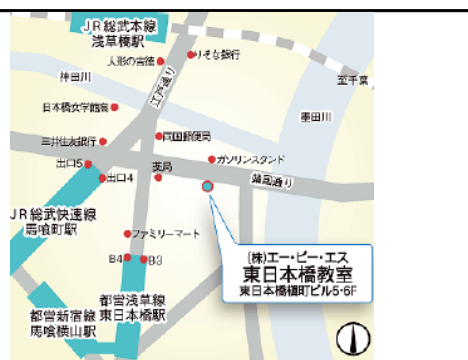 JR総武本線
浅草橋駅
人形の吉徳
りそな銀行
神田川
江戸通り
至千葉
日本橋女学館高
隅田川
三井住友銀行
両国郵便局
出口5
薬局
ガソリンスタンド
出口4
靖国通り
JR総武快速線
馬喰町駅
ファミリーマート
B4
B3
(株)エー・ピー・エス
東日本橋教室
東日本橋槇町ビル5・6F
都営浅草線
東日本橋駅
都営新宿線
馬喰横山駅